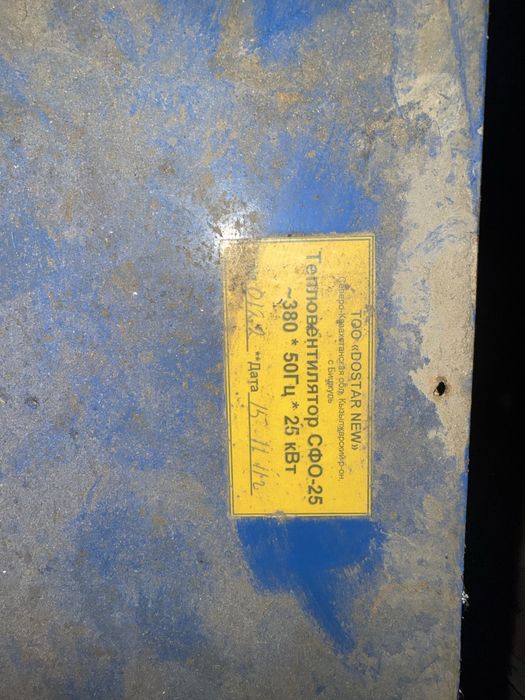 ТОО «DOSTAR NEW»
Северо-Казахстанская обл. Кызылжарский р-он,
с.Бишкуль
Тепловентилятор СФО-25
~380 * 50Гц * 25 кВт
0122 **Дата 15 11